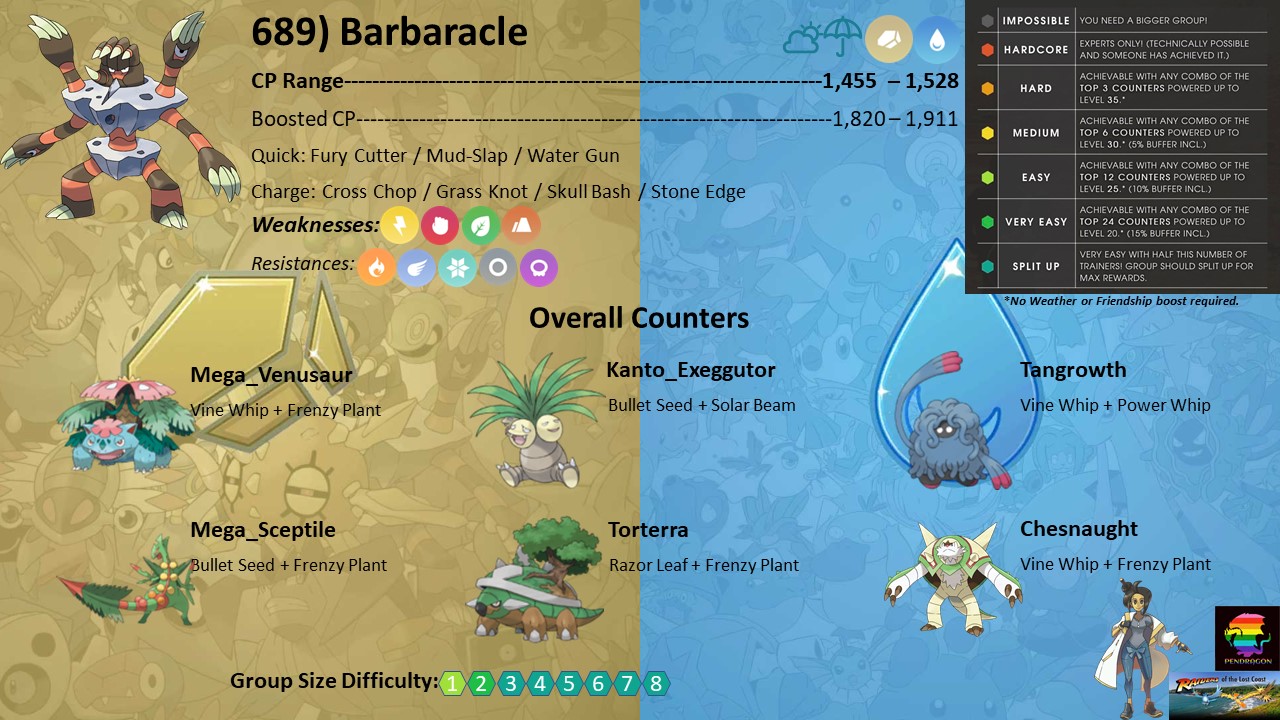 689) Barbaracle
CP Range--------------------------------------------------------------------1,455 – 1,528
Boosted CP--------------------------------------------------------------------1,820 – 1,911
Quick: Fury Cutter / Mud-Slap / Water Gun
Charge: Cross Chop / Grass Knot / Skull Bash / Stone Edge
Weaknesses:
Resistances:
IMPOSSIBLE YOU NEED A BIGGER GROUP!
HARDCORE EXPERTS ONLY! (TECHNICALLY POSSIBLE
AND SOMEONE HAS ACHIEVED IT.)
HARD ACHIEVABLE WITH ANY COMBO OF THE
TOP 3 COUNTERS POWERED UP TO
LEVEL 35.*
MEDIUM ACHIEVABLE WITH ANY COMBO OF THE
TOP 6 COUNTERS POWERED UP TO
LEVEL 30.* (5% BUFFER INCL.)
EASY ACHIEVABLE WITH ANY COMBO OF THE
TOP 12 COUNTERS POWERED UP TO
LEVEL 25.* (10% BUFFER INCL.)
VERY EASY ACHIEVABLE WITH ANY COMBO OF THE
TOP 24 COUNTERS POWERED UP TO
LEVEL 20.* (15% BUFFER INCL.)
SPLIT UP VERY EASY WITH HALF THIS NUMBER OF
TRAINERS! GROUP SHOULD SPLIT UP FOR
MAX REWARDS.
*No Weather or Friendship boost required.
Overall Counters
Mega_Venusaur
Vine Whip + Frenzy Plant
Kanto_Exeggutor
Bullet Seed + Solar Beam
Tangrowth
Vine Whip + Power Whip
Mega_Sceptile
Bullet Seed + Frenzy Plant
Torterra
Razor Leaf + Frenzy Plant
Chesnaught
Vine Whip + Frenzy Plant
Group Size Difficulty: 1 2 3 4 5 6 7 8
PENDRAGON
RAIDERS of the Lost Coast